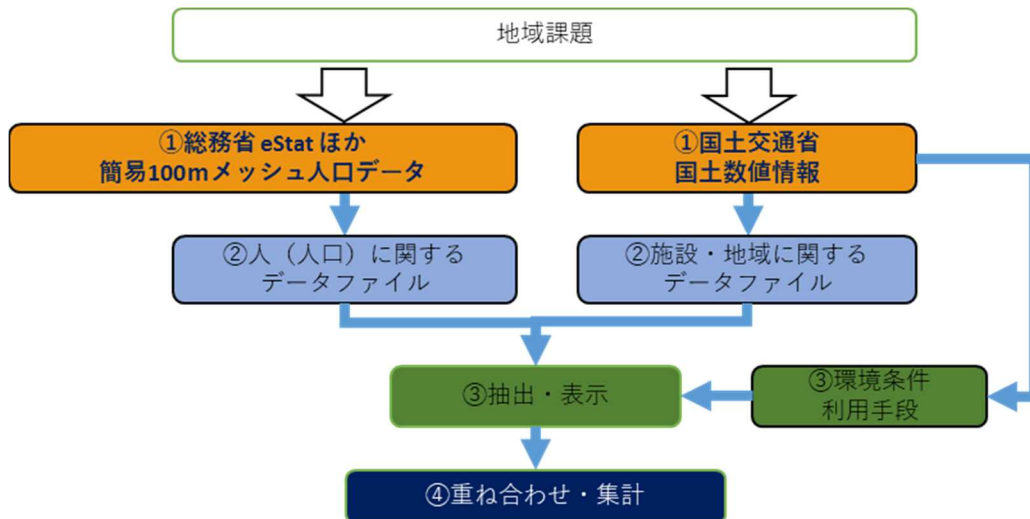 地域課題
①総務省 eStat ほか
簡易100mメッシュ人口データ
①国土交通省
国土数値情報
②人（人口）に関する
データファイル
②施設・地域に関する
データファイル
③抽出・表示
③環境条件
利用手段
④重ね合わせ・集計